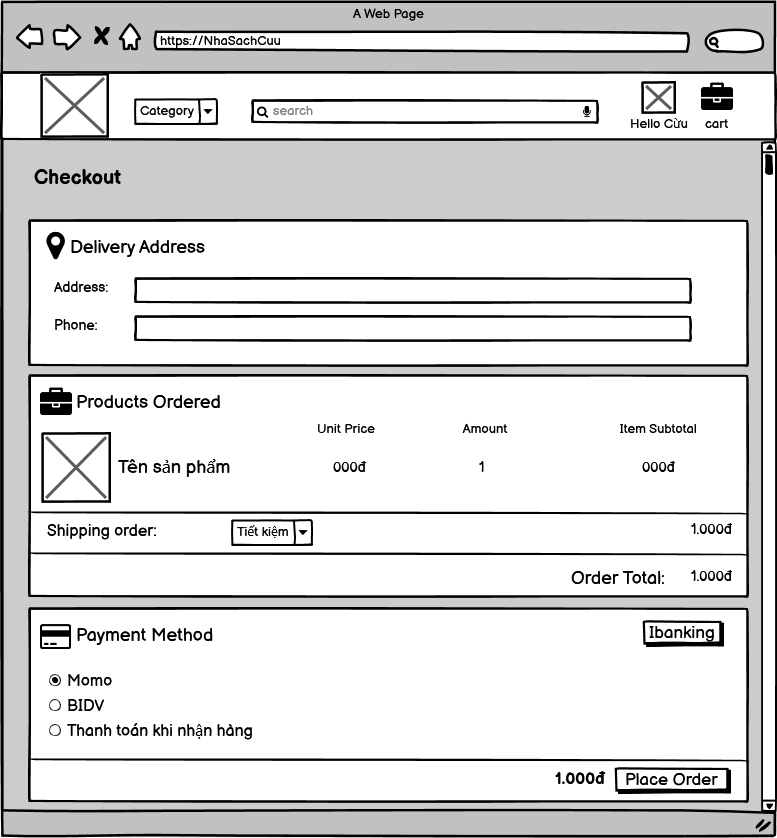 A Web Page
https://NhaSachCuu
Category
search
Hello Cừu
cart
Checkout
Delivery Address
Address:
Phone:
Products Ordered
Unit Price Amount Item Subtotal
Tên sản phẩm 000đ 1 000đ
Shipping order: Tiết kiệm 1.000đ
Order Total: 1.000đ
Payment Method Ibanking
Momo
BIDV
Thanh toán khi nhận hàng
1.000đ Place Order